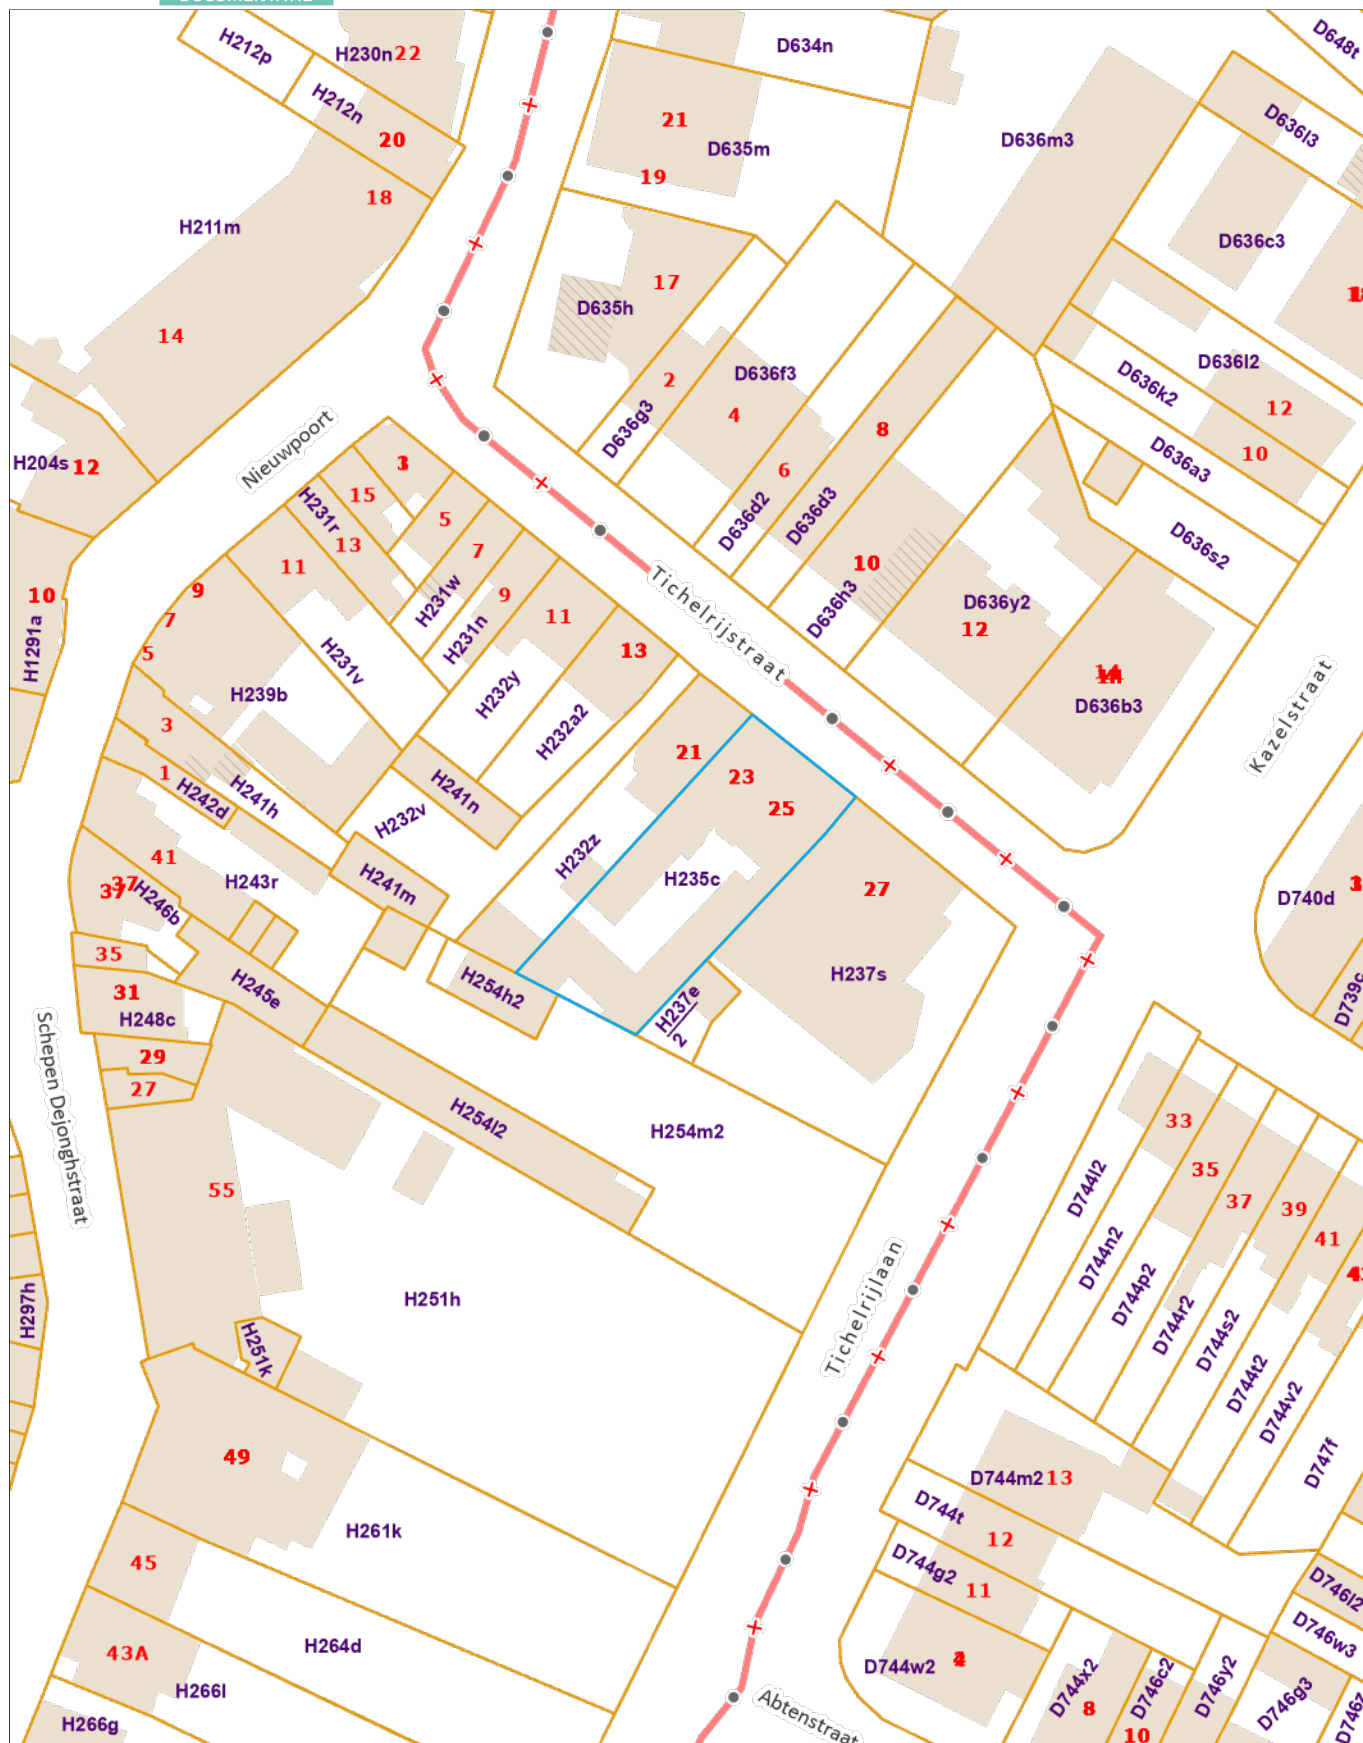 H212p
H230n
22
D634n
D648t
H212n
20
21
D635m
D636m3
D636l3
19
18
H211m
D636c3
17
D635h
14
D636l2
D636k2
2
D636f3
12
D636g3
4
8
10
D636a3
Nieuwpoort
H204s
12
15
H231r
13
5
6
D636d2
D636d3
D636s2
7
11
9
10
H1291a
7
5
H231w
9
H231n
11
13
Tichelrijstraat
10
D636h3
D636y2
12
D636b3
Kazelstraat
H239b
H231v
H232y
H232a2
3
1
H242d
H241h
H241n
H232v
21
23
25
H232z
H235c
27
H237s
D740d
D739c
41
H243r
37
37
H246b
H241m
35
31
H248c
H245e
H254h2
H237e
2
29
27
Schepen Dejonghstraat
H254l2
H254m2
33
35
37
39
41
D744l2
D744n2
D744p2
D744r2
D744s2
D744t2
D744v2
D747f
55
H251h
H297h
H251k
Tichelrijlaan
49
H261k
D744m2
13
D744t
12
D744g2
11
45
43A
H264d
H266l
H266g
D744w2
D744x2
8
D746c2
10
D746y2
D746l2
D746w3
D746g3
Abtenstraat